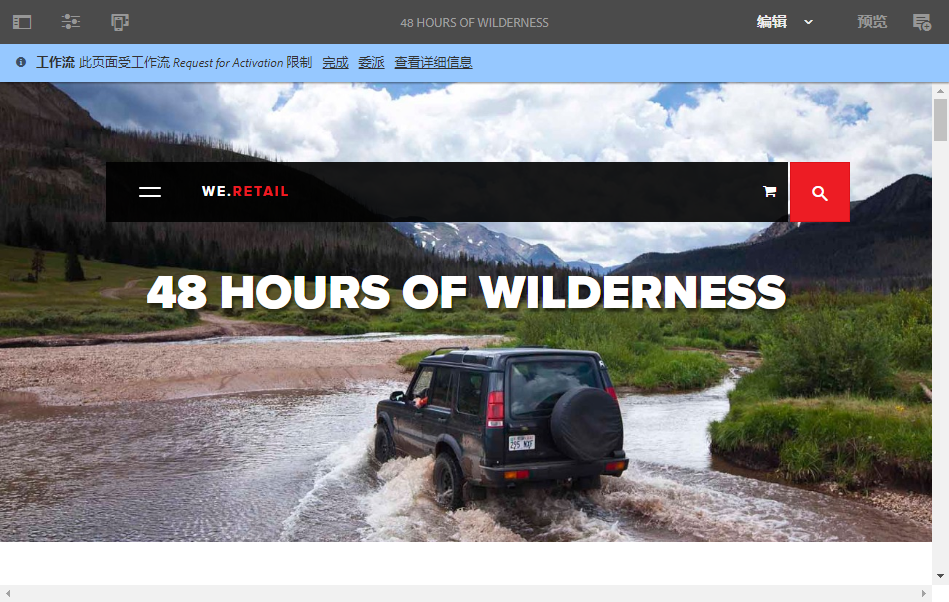 48 HOURS OF WILDERNESS
编辑
预览
工作流 此页面受工作流 Request for Activation 限制 完成 委派 查看详细信息
WE.RETAIL
48 HOURS OF WILDERNESS
295 WXF